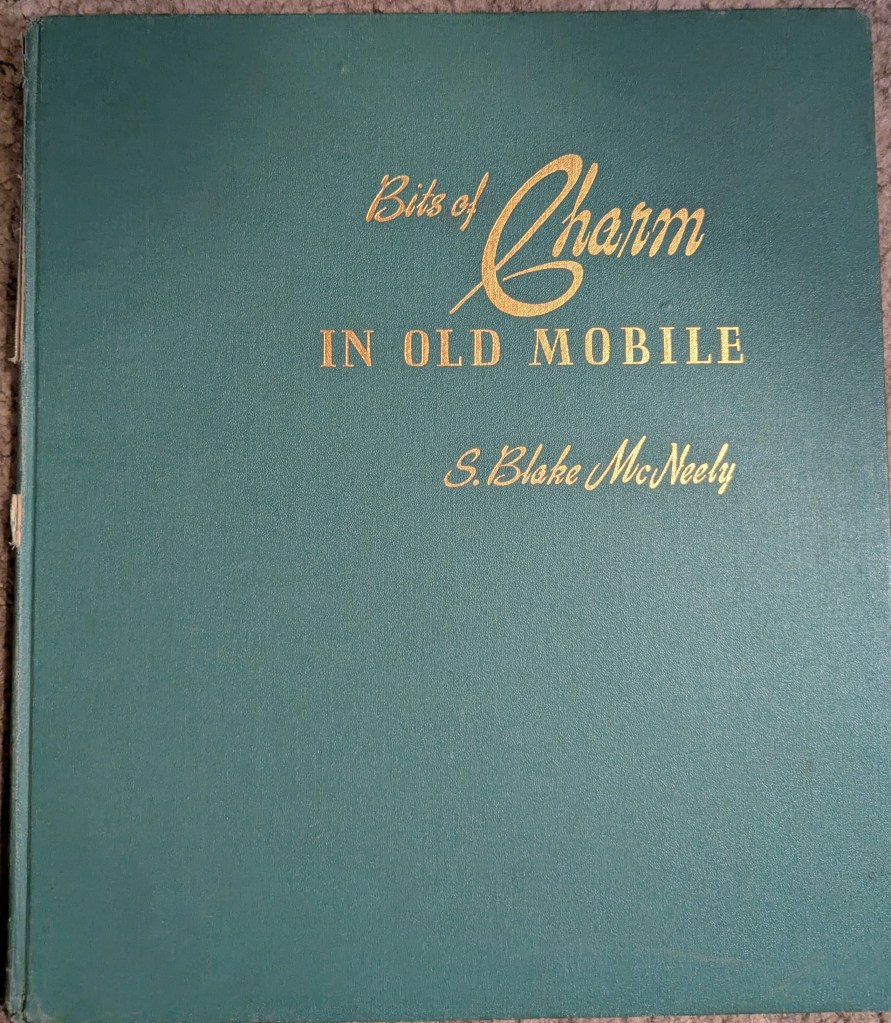 Bits of Charm
IN OLD MOBILE
S. Blake McNeely